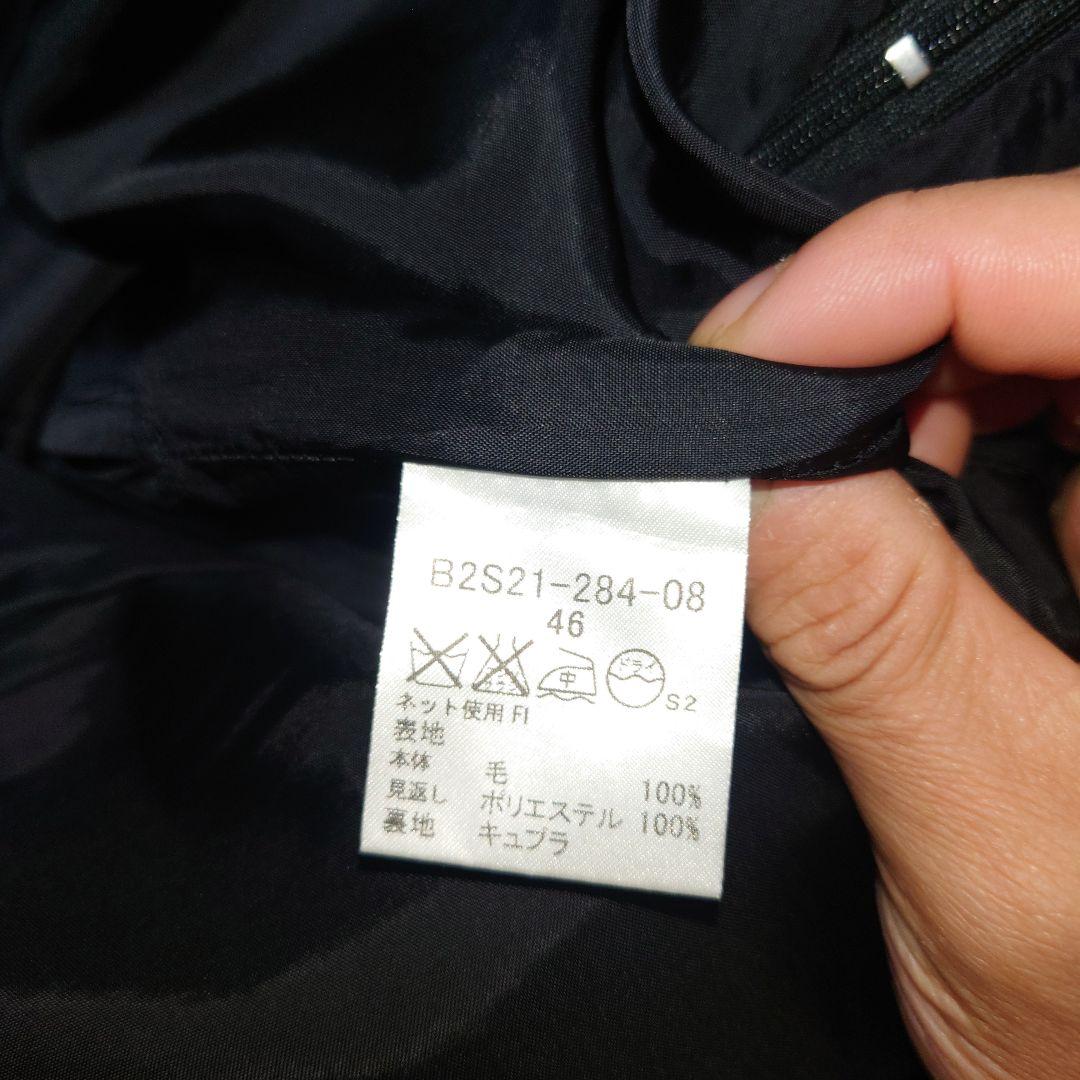 B2S21-284-08
46
中 ドライ S2
ネット使用 FI
表地
本体 毛 100%
見返し ポリエステル 100%
裏地 キュプラ